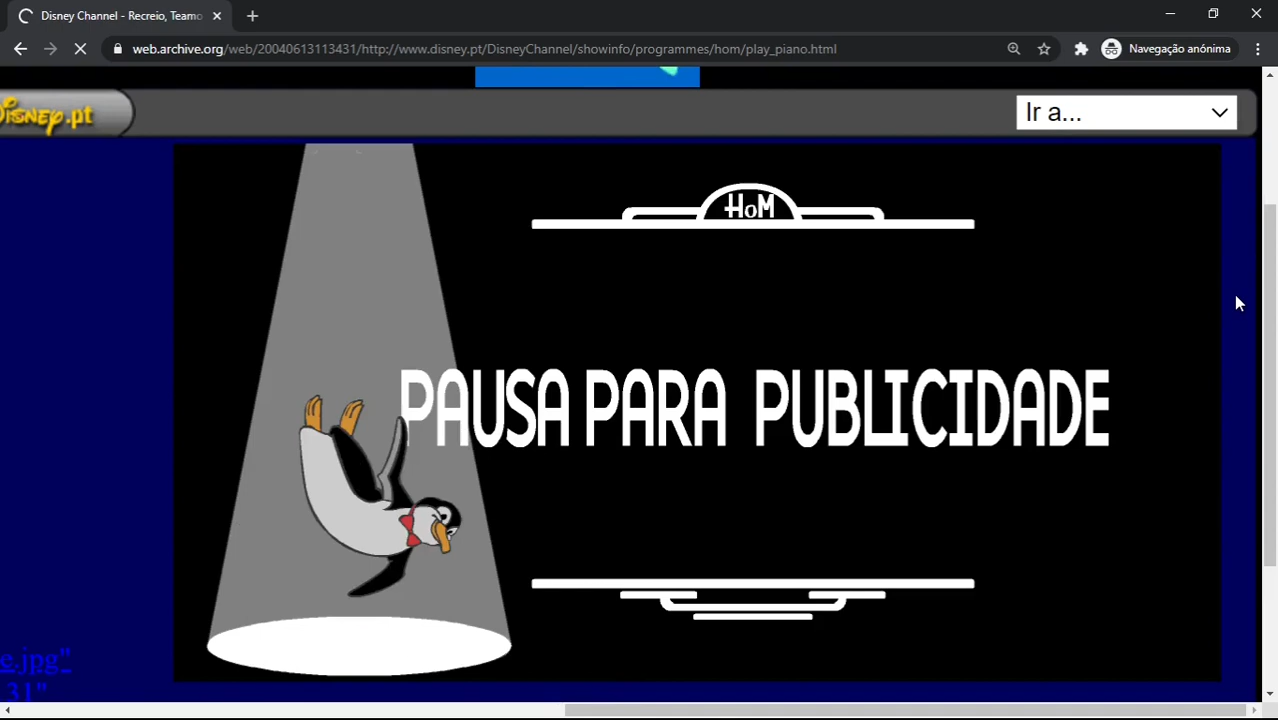 Disney Channel - Recreio, Teamo
web.archive.org/web/20040613113431/http://www.disney.pt/DisneyChannel/showinfo/programmes/hom/play_piano.html
Navegação anónima
Disney.pt
Ir a...
HoM
PAUSA PARA PUBLICIDADE
e.jpg"
31"